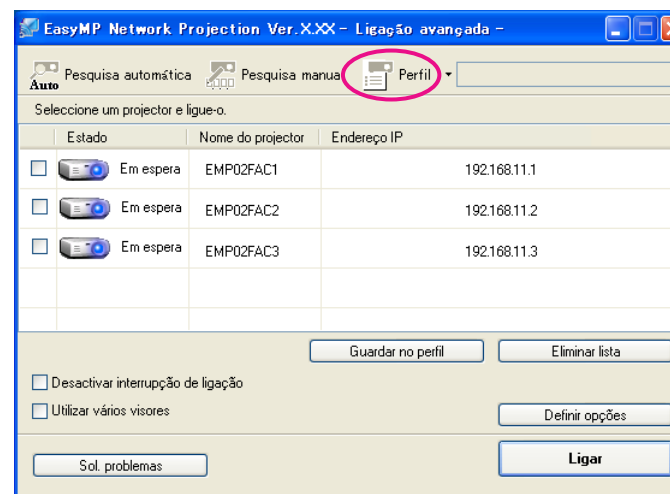 EasyMP Network Projection Ver.X.XX - Ligação avançada -
Auto Pesquisa automática Pesquisa manual Perfil
Seleccione um projector e ligue-o.
Estado Nome do projector Endereço IP
Em espera EMP02FAC1 192.168.11.1
Em espera EMP02FAC2 192.168.11.2
Em espera EMP02FAC3 192.168.11.3
Guardar no perfil Eliminar lista
Desactivar interrupção de ligação
Utilizar vários visores
Definir opções
Sol. problemas Ligar